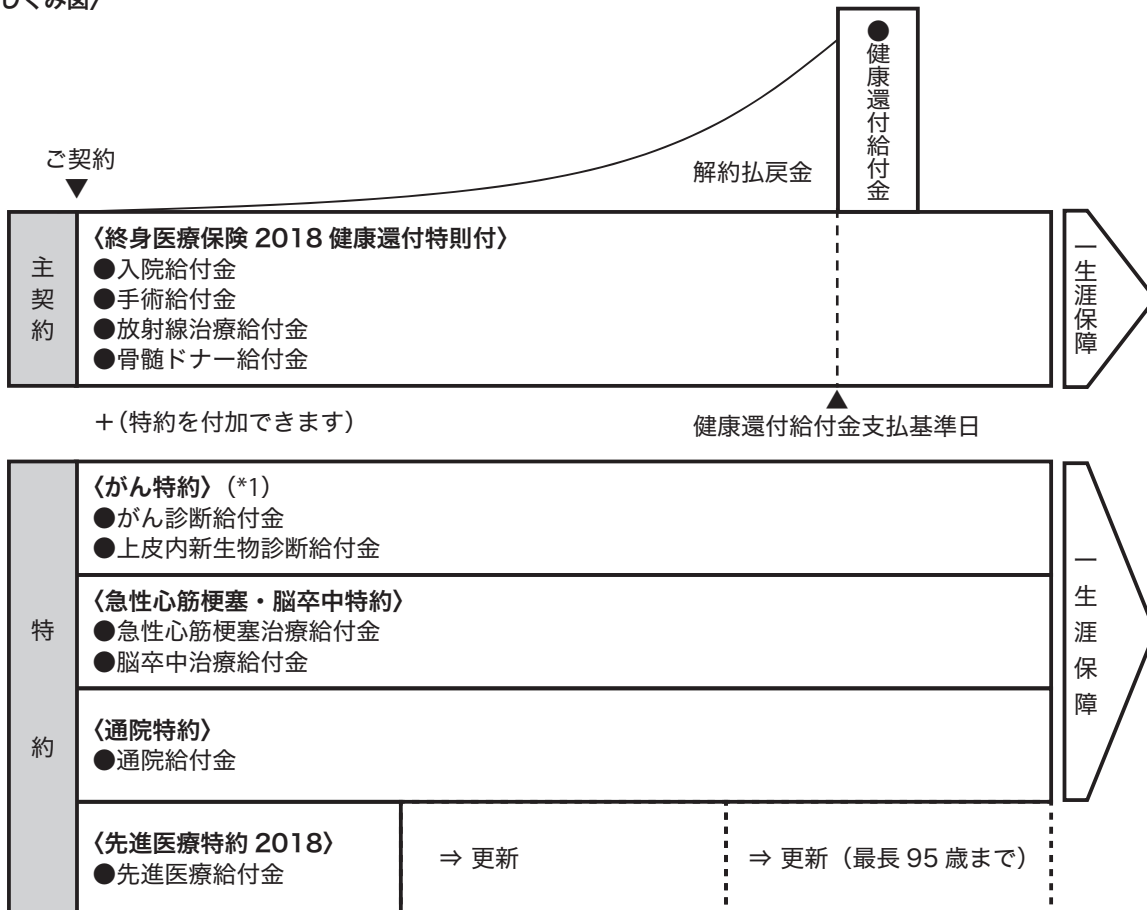 しくみ図〉
●健康還付給付金
ご契約
▼
解約払戻金
主契約
〈終身医療保険 2018 健康還付特則付〉
●入院給付金
●手術給付金
●放射線治療給付金
●骨髄ドナー給付金
一生涯保障
＋(特約を付加できます)
▲
健康還付給付金支払基準日
特約
〈がん特約〉(*1)
●がん診断給付金
●上皮内新生物診断給付金
〈急性心筋梗塞・脳卒中特約〉
●急性心筋梗塞治療給付金
●脳卒中治療給付金
〈通院特約〉
●通院給付金
一生涯保障
〈先進医療特約 2018〉
●先進医療給付金
⇒ 更新
⇒ 更新（最長 95 歳まで）